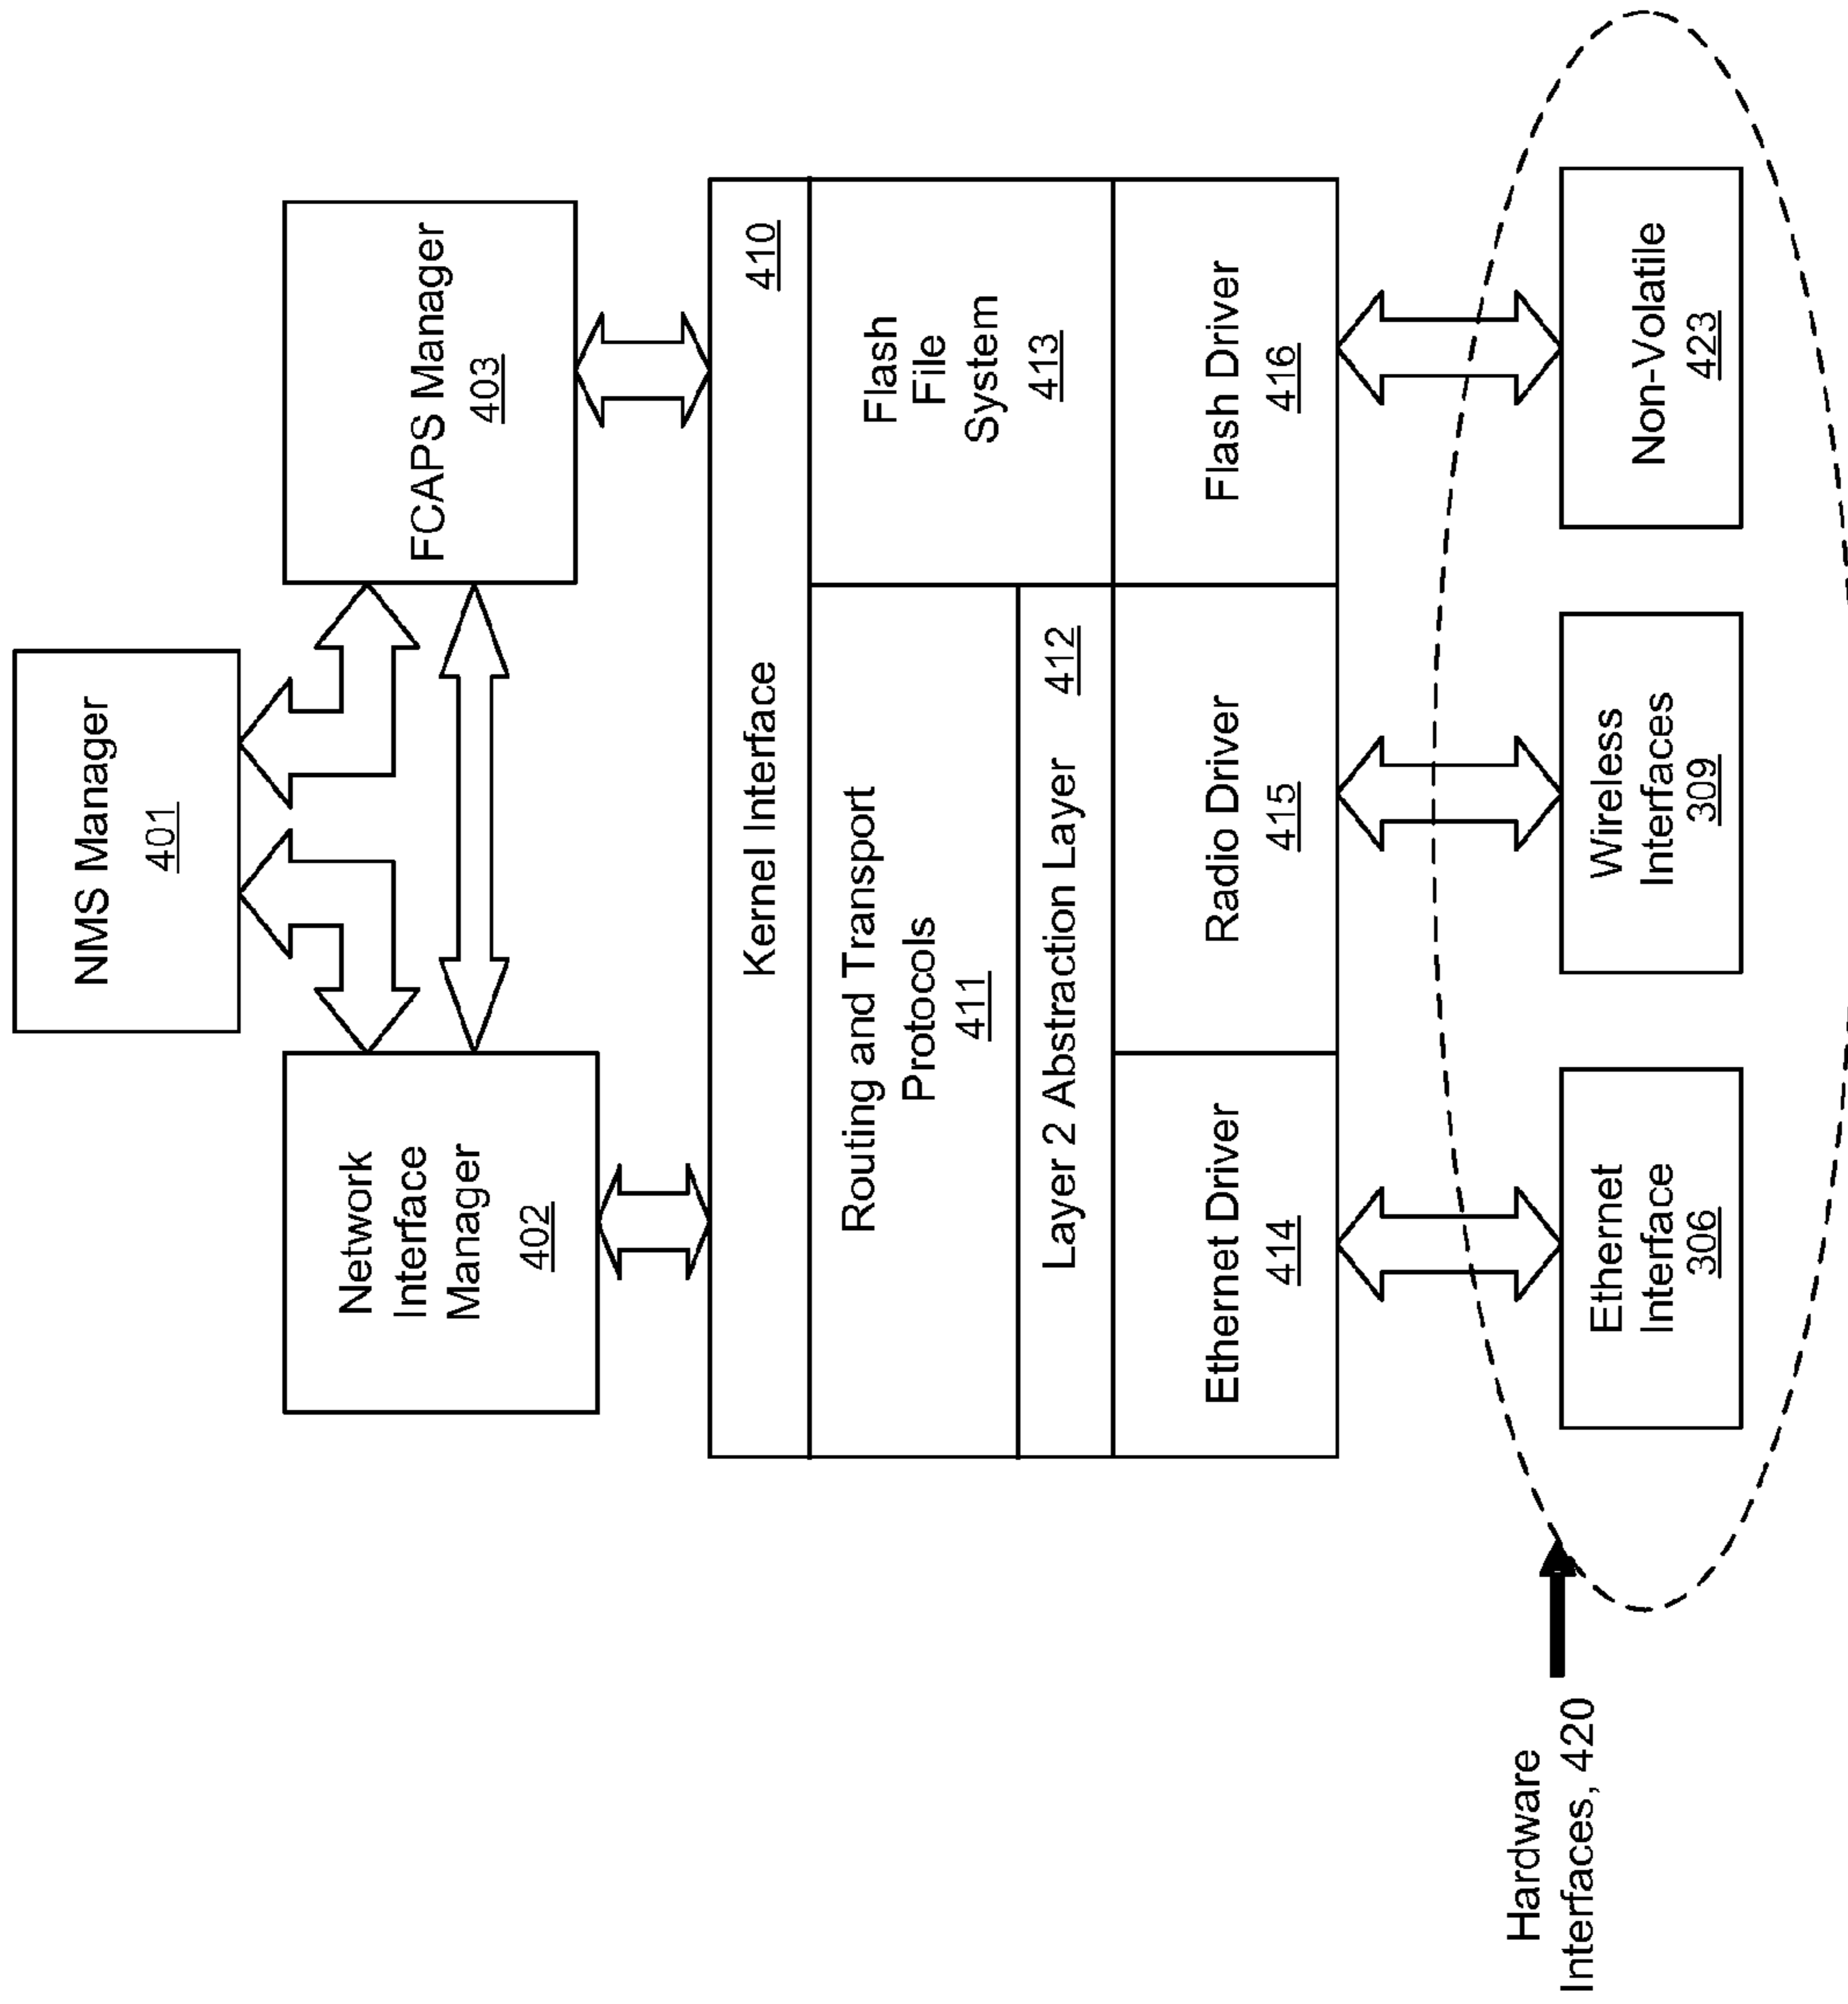 NMS Manager
401
Network
Interface
Manager
402
FCAPS Manager
403
Kernel Interface
410
Routing and Transport
Protocols
411
Flash
File
System
413
Layer 2 Abstraction Layer
412
Ethernet Driver
414
Radio Driver
415
Flash Driver
416
Hardware
Interfaces, 420
Ethernet
Interface
306
Wireless
Interfaces
309
Non-Volatile
423